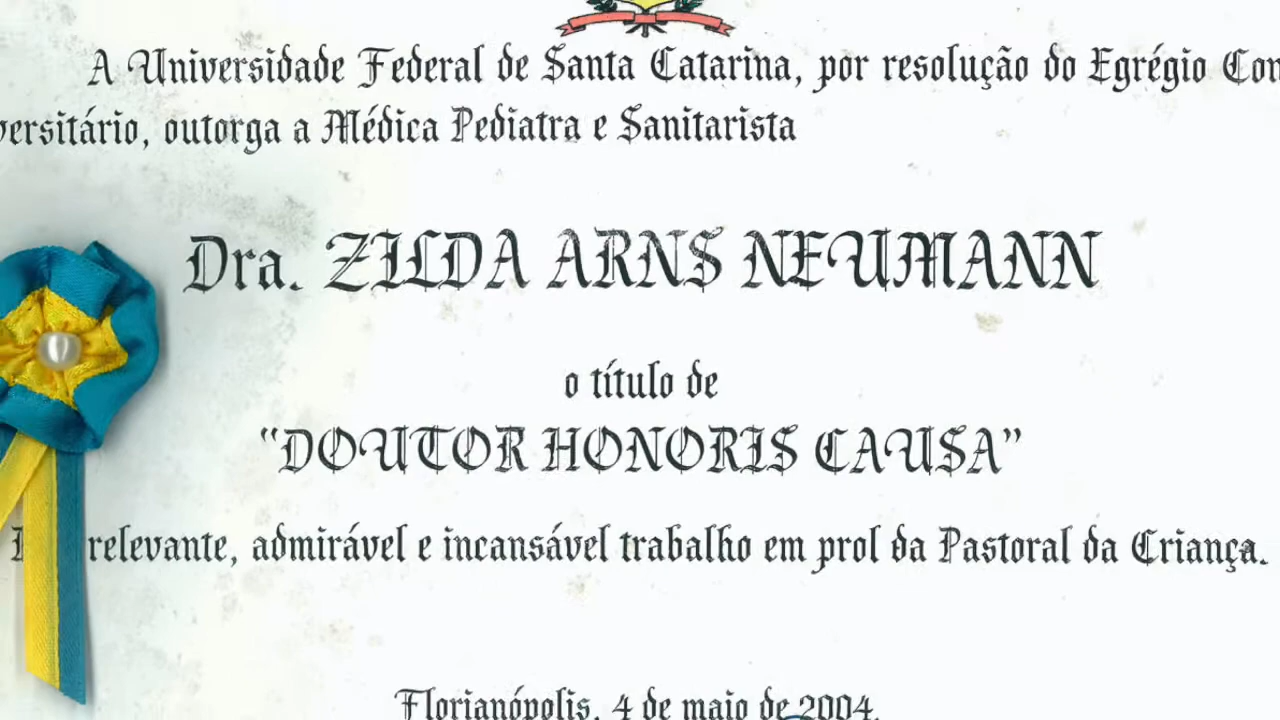 A Universidade Federal de Santa Catarina, por resolução do Egrégio Con
versitário, outorga a Médica Pediatra e Sanitarista
Dra. ZILDA ARNS NEUMANN
o título de
“DOUTOR HONORIS CAUSA”
relevante, admirável e incansável trabalho em prol da Pastoral da Criança.
Florianópolis, 4 de maio de 2004.